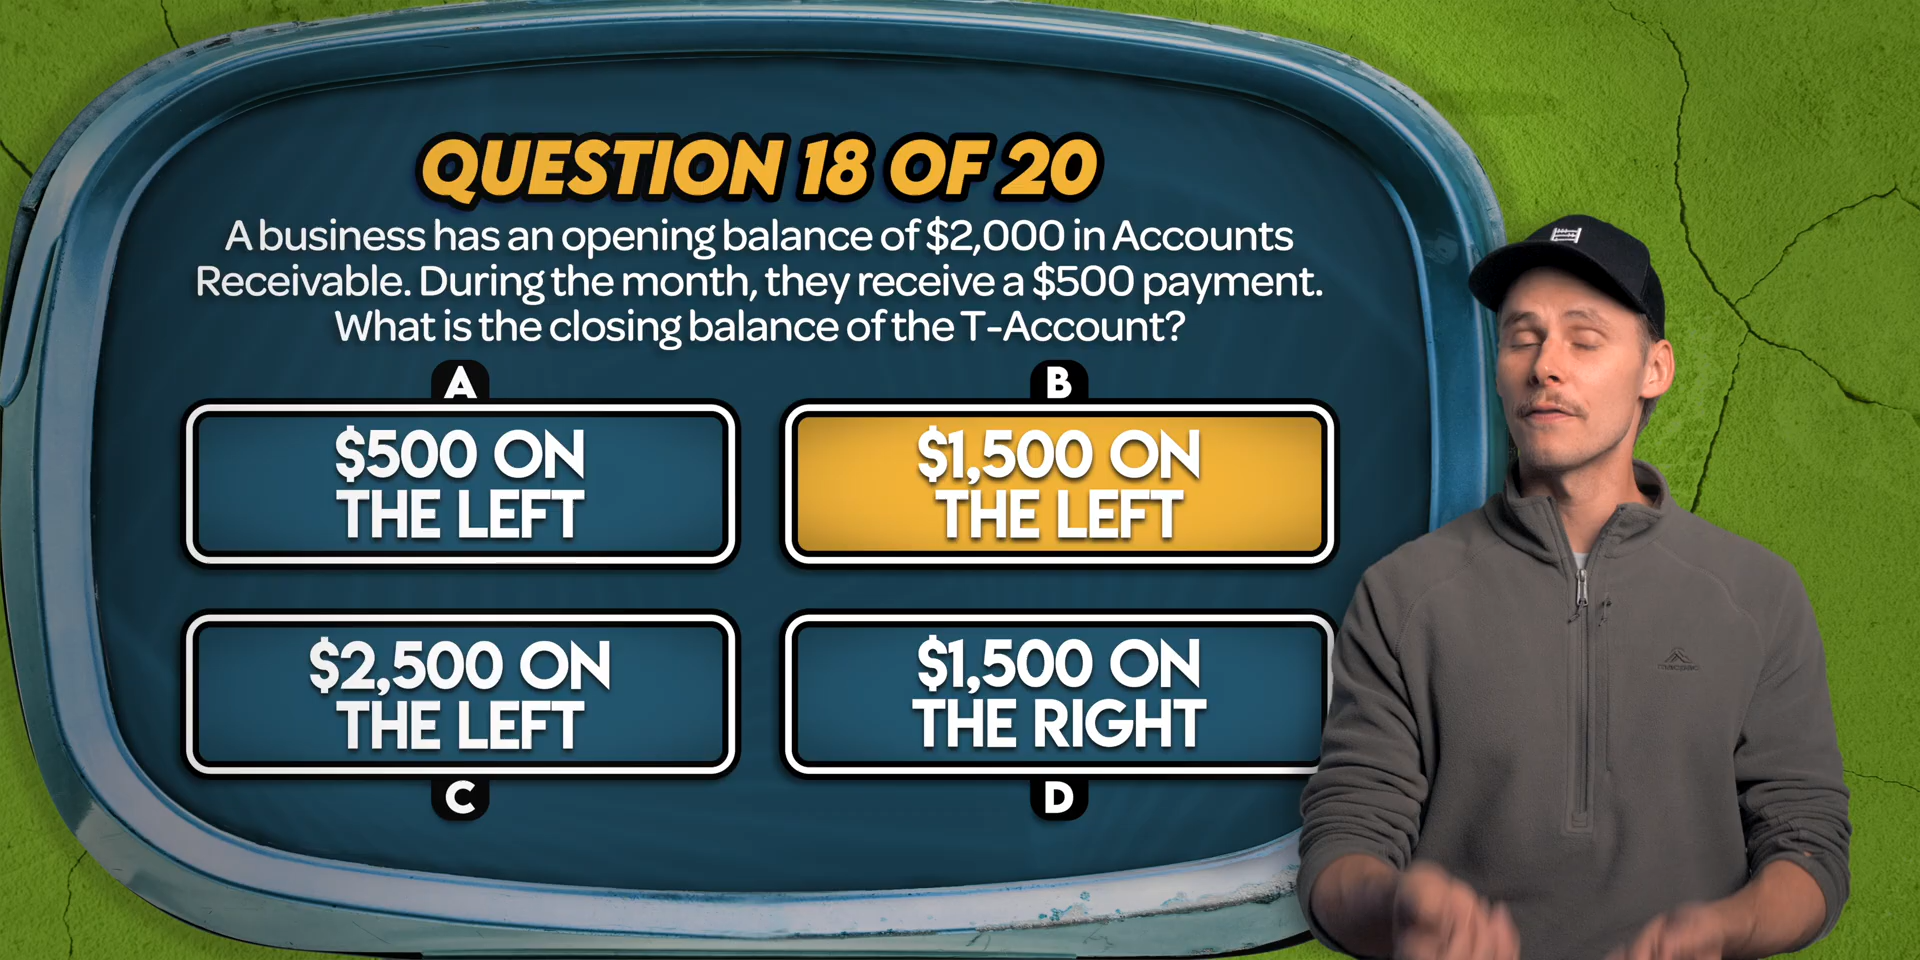 QUESTION 18 OF 20
A business has an opening balance of $2,000 in Accounts
Receivable. During the month, they receive a $500 payment.
What is the closing balance of the T-Account?
A
$500 ON
THE LEFT
B
$1,500 ON
THE LEFT
$2,500 ON
THE LEFT
C
$1,500 ON
THE RIGHT
D
macpac